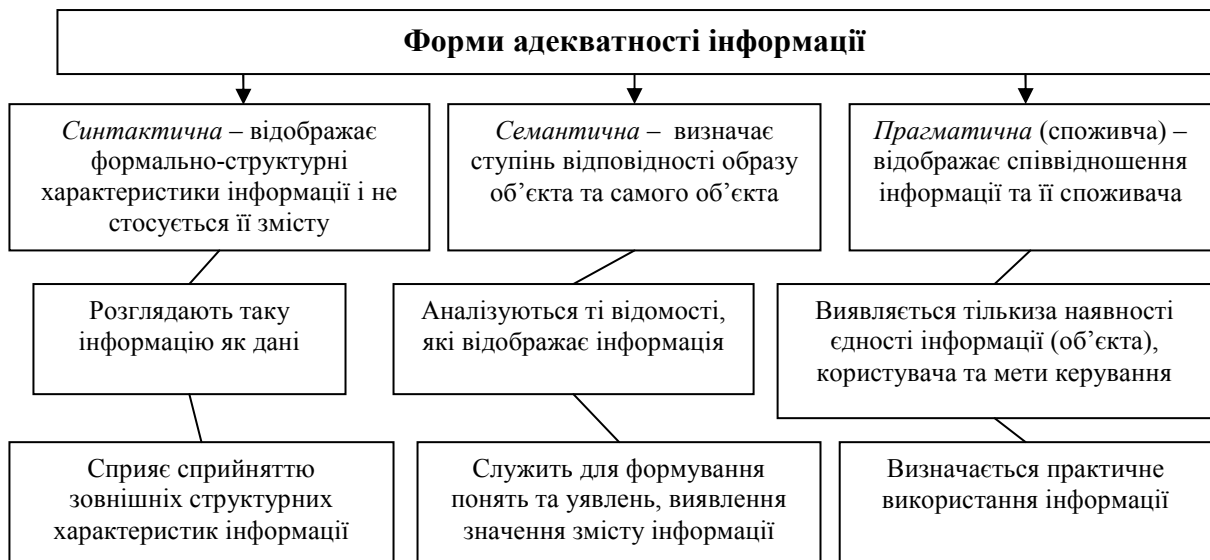 Форми адекватності інформації
Синтактична – відображає
формально-структурні
характеристики інформації і не
стосується її змісту
Семантична – визначає
ступінь відповідності образу
об’єкта та самого об’єкта
Прагматична (споживча) –
відображає співвідношення
інформації та її споживача
Розглядають таку
інформацію як дані
Аналізуються ті відомості,
які відображає інформація
Виявляється тількиза наявності
єдності інформації (об’єкта),
користувача та мети керування
Сприяє сприйняттю
зовнішніх структурних
характеристик інформації
Служить для формування
понять та уявлень, виявлення
значення змісту інформації
Визначається практичне
використання інформації